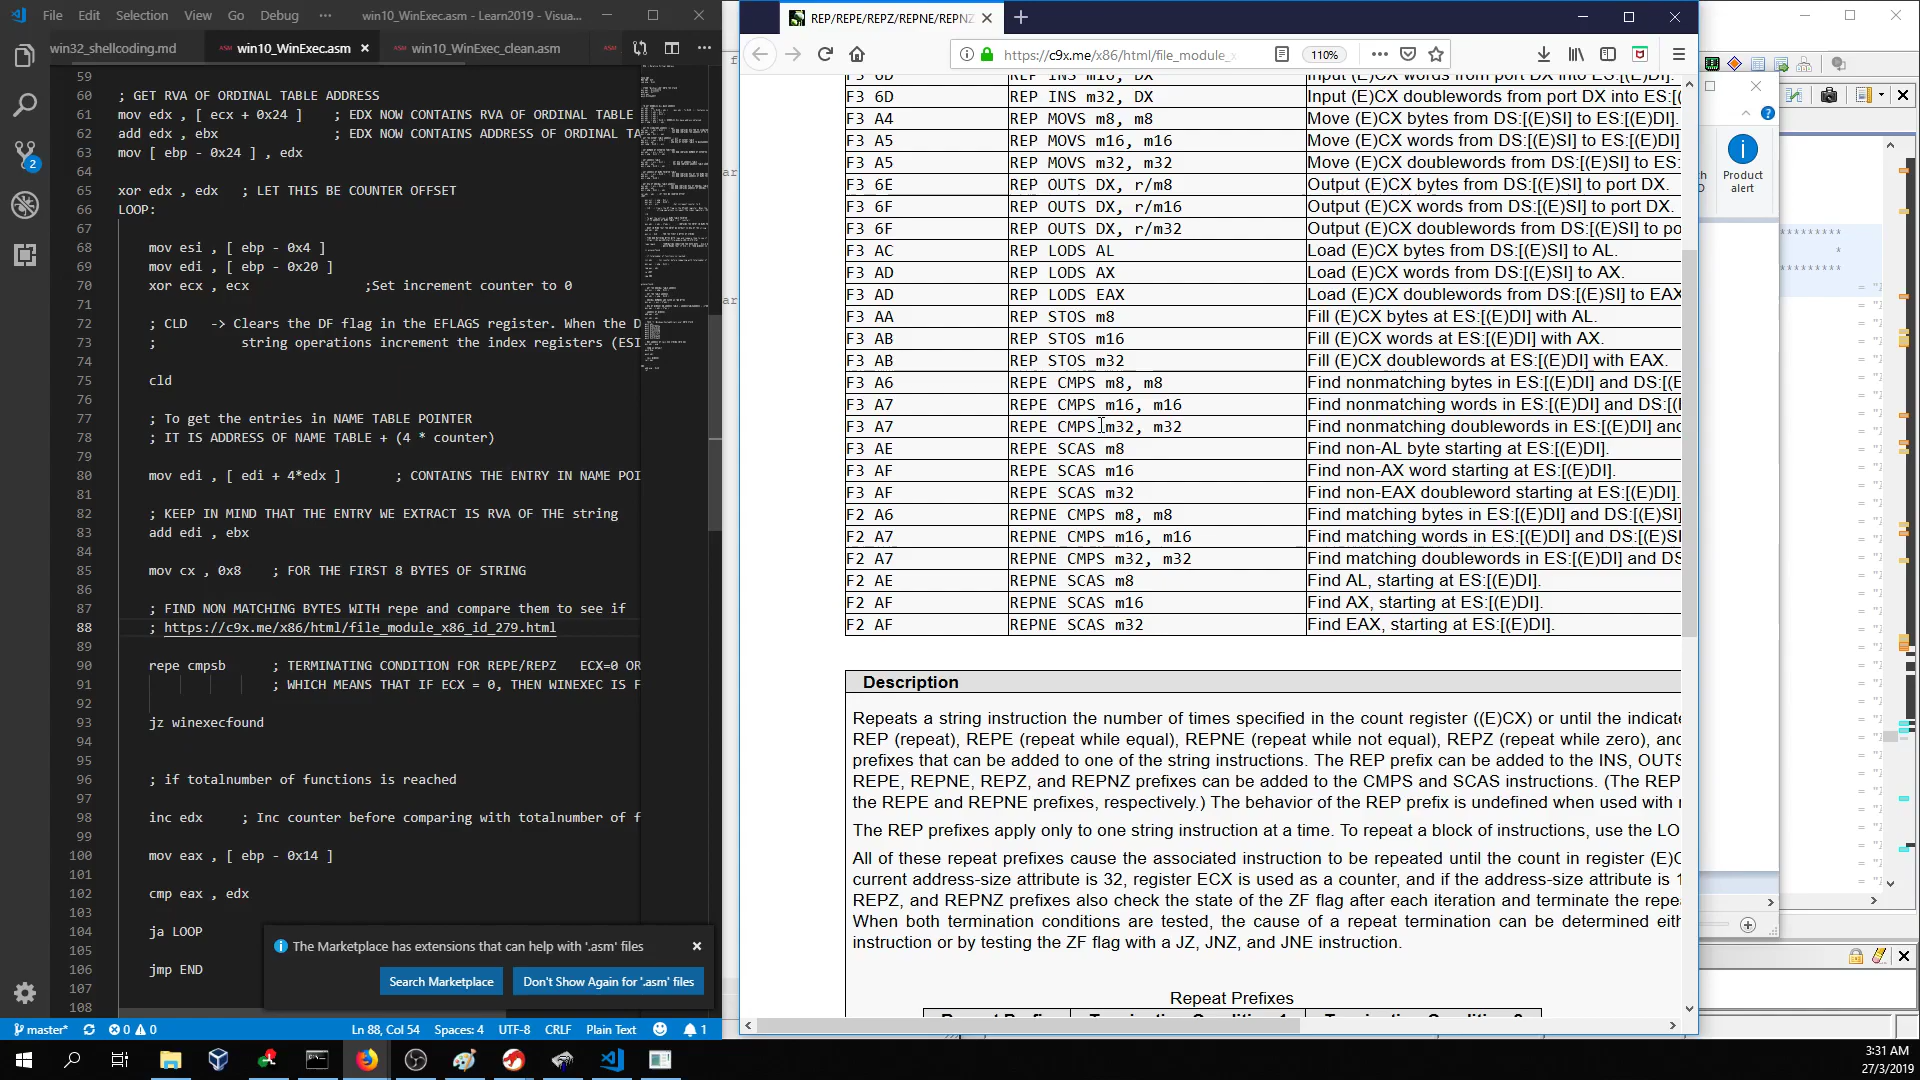 File Edit Selection View Go Debug ··· win10_WinExec.asm - Learn2019 - Visua...
win32_shellcoding.md win10_WinExec.asm win10_WinExec_clean.asm
59
60 ; GET RVA OF ORDINAL TABLE ADDRESS
61 mov edx , [ ecx + 0x24 ] ; EDX NOW CONTAINS RVA OF ORDINAL TABLE
62 add edx , ebx ; EDX NOW CONTAINS ADDRESS OF ORDINAL TA
63 mov [ ebp - 0x24 ] , edx
64
65 xor edx , edx ; LET THIS BE COUNTER OFFSET
66 LOOP:
67
68 mov esi , [ ebp - 0x4 ]
69 mov edi , [ ebp - 0x20 ]
70 xor ecx , ecx ;Set increment counter to 0
71
72 ; CLD -> Clears the DF flag in the EFLAGS register. When the D
73 ; string operations increment the index registers (ESI
74
75 cld
76
77 ; To get the entries in NAME TABLE POINTER
78 ; IT IS ADDRESS OF NAME TABLE + (4 * counter)
79
80 mov edi , [ edi + 4*edx ] ; CONTAINS THE ENTRY IN NAME POI
81
82 ; KEEP IN MIND THAT THE ENTRY WE EXTRACT IS RVA OF THE string
83 add edi , ebx
84
85 mov cx , 0x8 ; FOR THE FIRST 8 BYTES OF STRING
86
87 ; FIND NON MATCHING BYTES WITH repe and compare them to see if
88 ; https://c9x.me/x86/html/file_module_x86_id_279.html
89
90 repe cmpsb ; TERMINATING CONDITION FOR REPE/REPZ ECX=0 OR
91 ; WHICH MEANS THAT IF ECX = 0, THEN WINEXEC IS F
92
93 jz winexecfound
94
95
96 ; if totalnumber of functions is reached
97
98 inc edx ; Inc counter before comparing with totalnumber of f
99
100 mov eax , [ ebp - 0x14 ]
101
102 cmp eax , edx
103
104 ja LOOP
105
106 jmp END
107
108
The Marketplace has extensions that can help with '.asm' files
Search Marketplace Don't Show Again for '.asm' files
2
master* 0 0 Ln 88, Col 54 Spaces: 4 UTF-8 CRLF Plain Text 1
REP/REPE/REPZ/REPNE/REPNZ
https://c9x.me/x86/html/file_module_x 110%
F3 6D REP INS m16, DX Input (E)CX words from port DX into ES:[(E)DI].
F3 6D REP INS m32, DX Input (E)CX doublewords from port DX into ES:[(
F3 A4 REP MOVS m8, m8 Move (E)CX bytes from DS:[(E)SI] to ES:[(E)DI].
F3 A5 REP MOVS m16, m16 Move (E)CX words from DS:[(E)SI] to ES:[(E)DI]
F3 A5 REP MOVS m32, m32 Move (E)CX doublewords from DS:[(E)SI] to ES:
F3 6E REP OUTS DX, r/m8 Output (E)CX bytes from DS:[(E)SI] to port DX.
F3 6F REP OUTS DX, r/m16 Output (E)CX words from DS:[(E)SI] to port DX.
F3 6F REP OUTS DX, r/m32 Output (E)CX doublewords from DS:[(E)SI] to po
F3 AC REP LODS AL Load (E)CX bytes from DS:[(E)SI] to AL.
F3 AD REP LODS AX Load (E)CX words from DS:[(E)SI] to AX.
F3 AD REP LODS EAX Load (E)CX doublewords from DS:[(E)SI] to EAX
F3 AA REP STOS m8 Fill (E)CX bytes at ES:[(E)DI] with AL.
F3 AB REP STOS m16 Fill (E)CX words at ES:[(E)DI] with AX.
F3 AB REP STOS m32 Fill (E)CX doublewords at ES:[(E)DI] with EAX.
F3 A6 REPE CMPS m8, m8 Find nonmatching bytes in ES:[(E)DI] and DS:[(E
F3 A7 REPE CMPS m16, m16 Find nonmatching words in ES:[(E)DI] and DS:[(
F3 A7 REPE CMPS m32, m32 Find nonmatching doublewords in ES:[(E)DI] and
F3 AE REPE SCAS m8 Find non-AL byte starting at ES:[(E)DI].
F3 AF REPE SCAS m16 Find non-AX word starting at ES:[(E)DI].
F3 AF REPE SCAS m32 Find non-EAX doubleword starting at ES:[(E)DI].
F2 A6 REPNE CMPS m8, m8 Find matching bytes in ES:[(E)DI] and DS:[(E)SI]
F2 A7 REPNE CMPS m16, m16 Find matching words in ES:[(E)DI] and DS:[(E)SI
F2 A7 REPNE CMPS m32, m32 Find matching doublewords in ES:[(E)DI] and DS
F2 AE REPNE SCAS m8 Find AL, starting at ES:[(E)DI].
F2 AF REPNE SCAS m16 Find AX, starting at ES:[(E)DI].
F2 AF REPNE SCAS m32 Find EAX, starting at ES:[(E)DI].
Description
Repeats a string instruction the number of times specified in the count register ((E)CX) or until the indicate
REP (repeat), REPE (repeat while equal), REPNE (repeat while not equal), REPZ (repeat while zero), and
prefixes that can be added to one of the string instructions. The REP prefix can be added to the INS, OUTS
REPE, REPNE, REPZ, and REPNZ prefixes can be added to the CMPS and SCAS instructions. (The REP
the REPE and REPNE prefixes, respectively.) The behavior of the REP prefix is undefined when used with
The REP prefixes apply only to one string instruction at a time. To repeat a block of instructions, use the LO
All of these repeat prefixes cause the associated instruction to be repeated until the count in register (E)C
current address-size attribute is 32, register ECX is used as a counter, and if the address-size attribute is 1
REPZ, and REPNZ prefixes also check the state of the ZF flag after each iteration and terminate the repe
When both termination conditions are tested, the cause of a repeat termination can be determined eith
instruction or by testing the ZF flag with a JZ, JNZ, and JNE instruction.
Repeat Prefixes
Product
alert
3:31 AM
27/3/2019